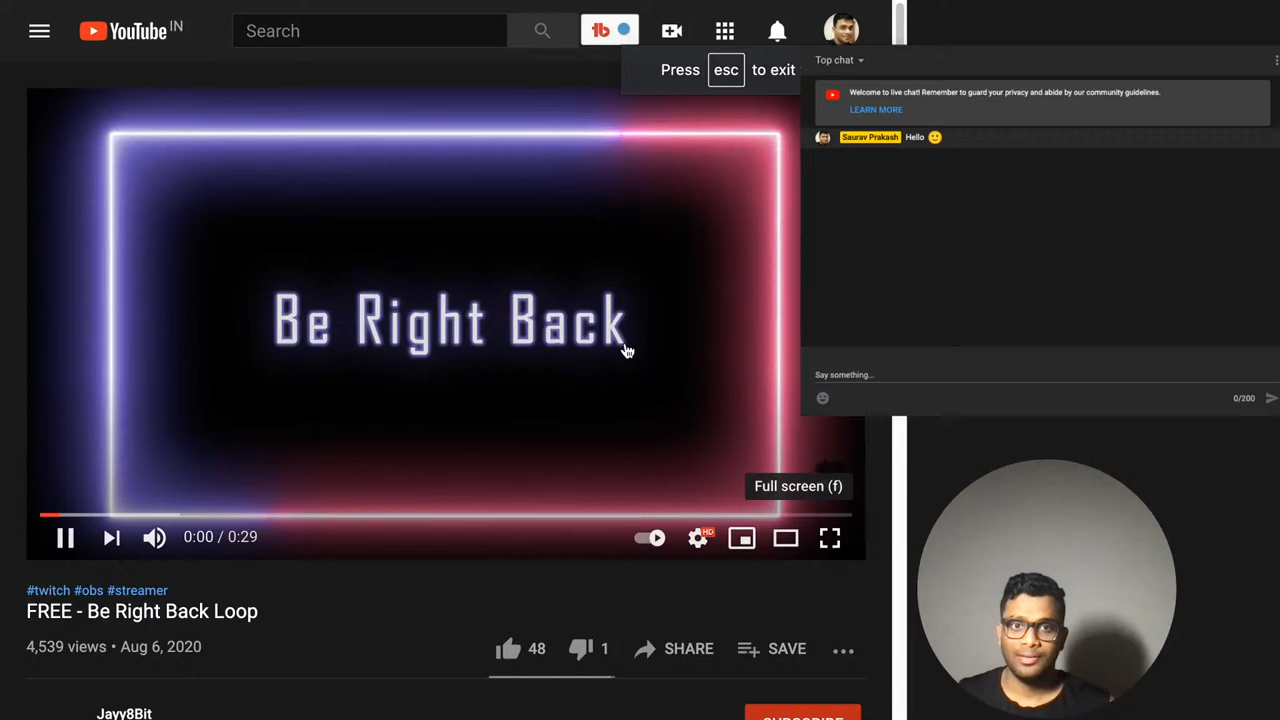 YouTube IN
Search
Press esc to exit
Top chat
Welcome to live chat! Remember to guard your privacy and abide by our community guidelines.
LEARN MORE
Saurav Prakash Hello 🙂
Be Right Back
Say something...
0/200
Full screen (f)
0:00 / 0:29
HD
#twitch #obs #streamer
FREE - Be Right Back Loop
4,539 views • Aug 6, 2020
48
1
SHARE
SAVE
Jayy8Bit
SUBSCRIBE